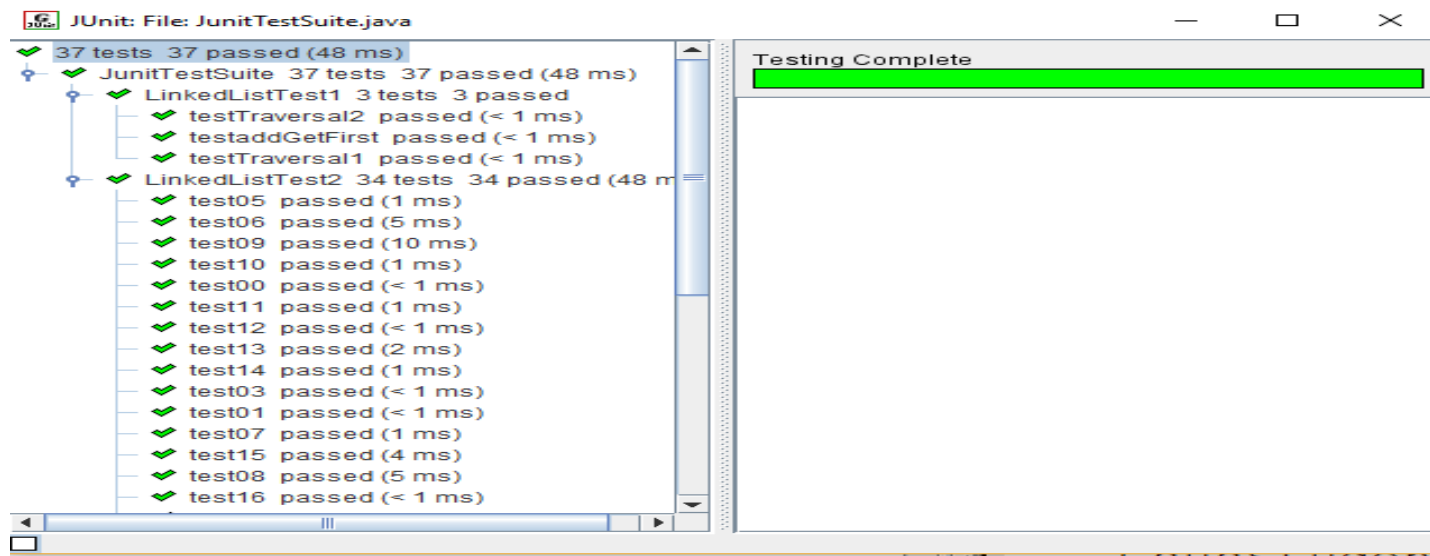 JUnit: File: JunitTestSuite.java
37 tests 37 passed (48 ms)
JunitTestSuite 37 tests 37 passed (48 ms)
LinkedListTest1 3 tests 3 passed
testTraversal2 passed (< 1 ms)
testaddGetFirst passed (< 1 ms)
testTraversal1 passed (< 1 ms)
LinkedListTest2 34 tests 34 passed (48 m
test05 passed (1 ms)
test06 passed (5 ms)
test09 passed (10 ms)
test10 passed (1 ms)
test00 passed (< 1 ms)
test11 passed (1 ms)
test12 passed (< 1 ms)
test13 passed (2 ms)
test14 passed (1 ms)
test03 passed (< 1 ms)
test01 passed (< 1 ms)
test07 passed (1 ms)
test15 passed (4 ms)
test08 passed (5 ms)
test16 passed (< 1 ms)
Testing Complete